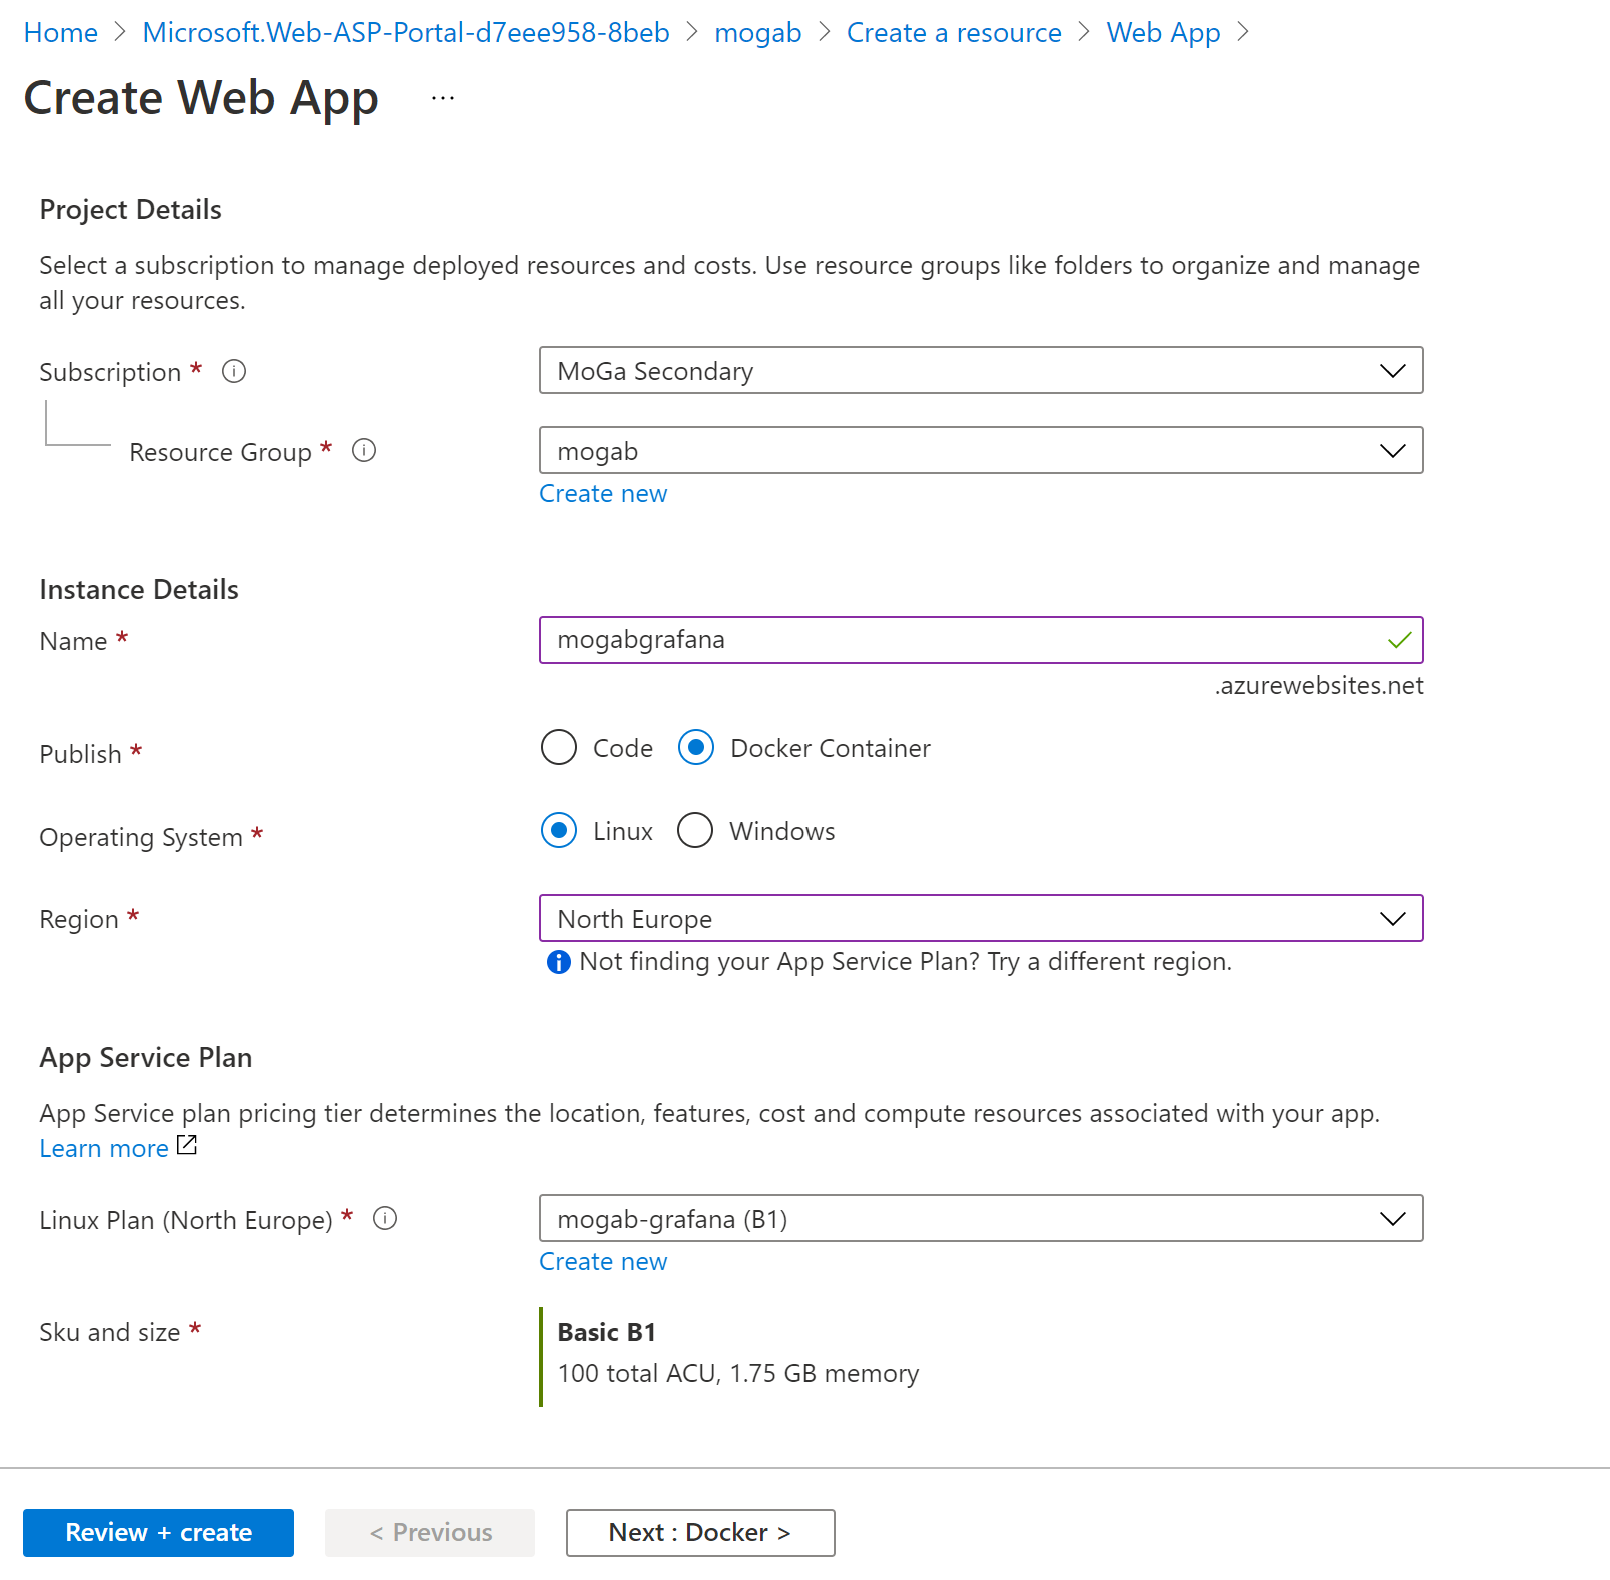 Home > Microsoft.Web-ASP-Portal-d7eee958-8beb > mogab > Create a resource > Web App >
Create Web App ...
Project Details
Select a subscription to manage deployed resources and costs. Use resource groups like folders to organize and manage
all your resources.
Subscription * MoGa Secondary
Resource Group * mogab
Create new
Instance Details
Name * mogabgrafana
.azurewebsites.net
Publish * Code Docker Container
Operating System * Linux Windows
Region * North Europe
Not finding your App Service Plan? Try a different region.
App Service Plan
App Service plan pricing tier determines the location, features, cost and compute resources associated with your app.
Learn more
Linux Plan (North Europe) * mogab-grafana (B1)
Create new
Sku and size * Basic B1
100 total ACU, 1.75 GB memory
Review + create < Previous Next : Docker >